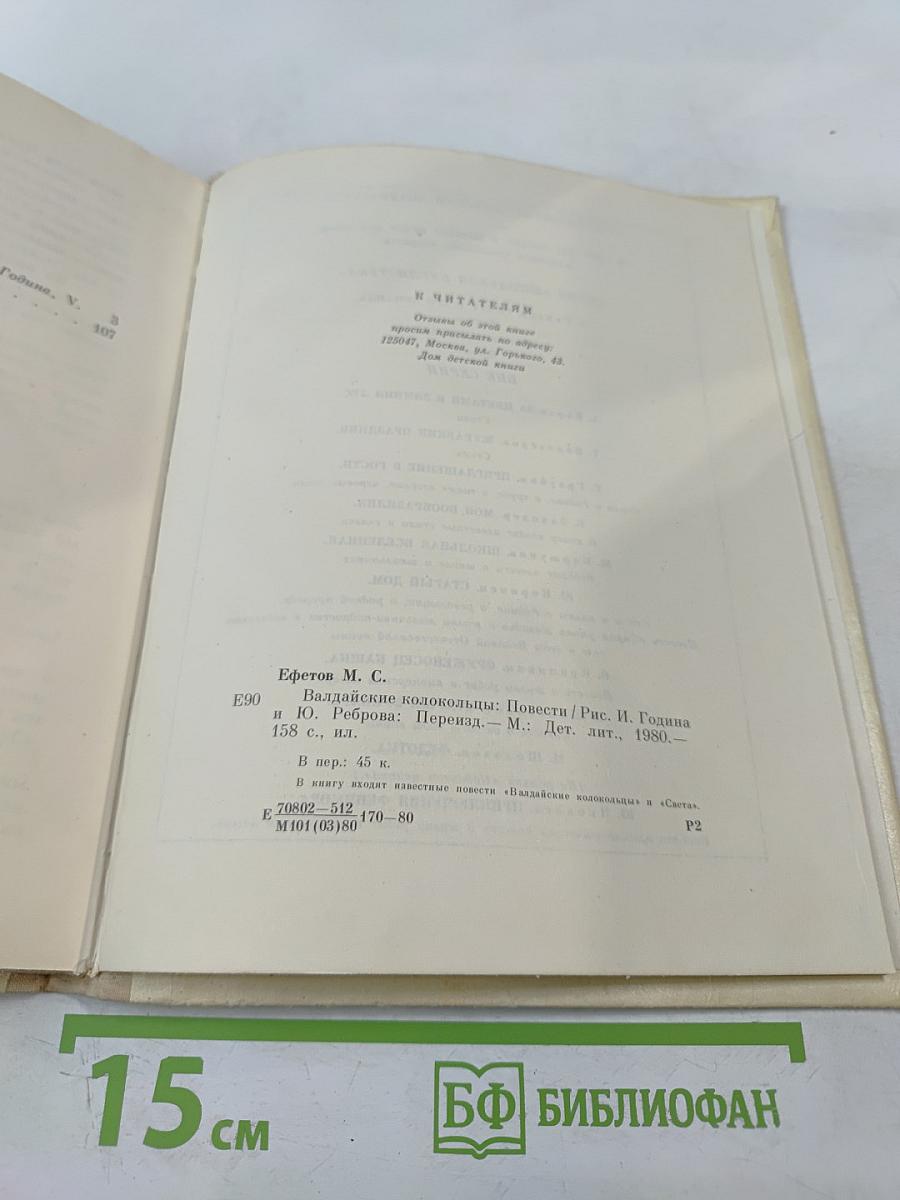 Година. V. 3
. . . . 107
К ЧИТАТЕЛЯМ
Отзывы об этой книге
просим присылать по адресу:
125047, Москва, ул. Горького, 43.
Дом детской книги
Ефетов М. С.
Е90 Валдайские колокольцы: Повести / Рис. И. Година
и Ю. Реброва: Переизд.— М.: Дет. лит., 1980.—
158 с., ил.
В пер.: 45 к.
В книгу входит известные повести «Валдайские колокольцы» и «Света».
Е 70802—512 170—80
М101(03)80
Р2
15 см
БФ БИБЛИОФАН